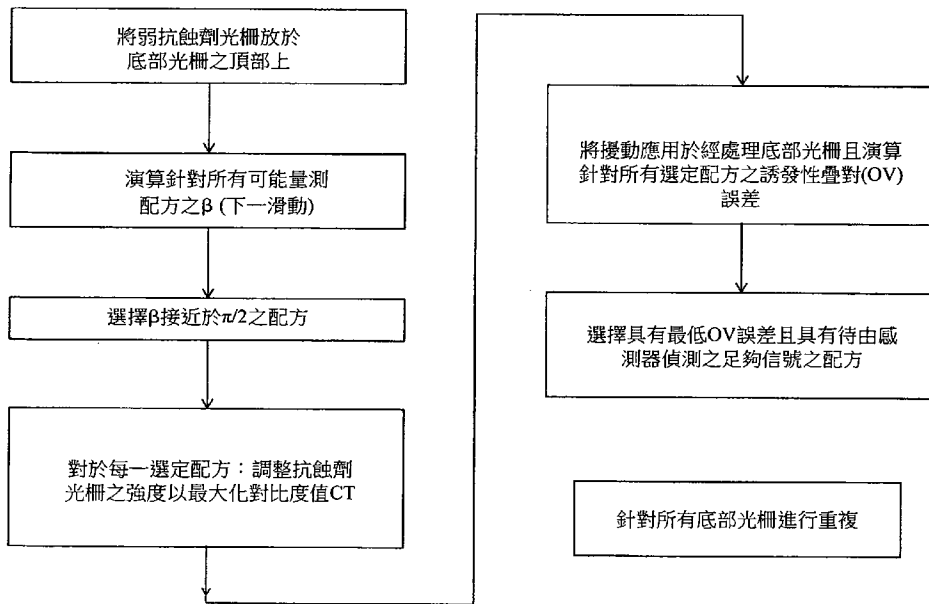 將弱抗蝕劑光柵放於
底部光柵之頂部上
演算針對所有可能量測
配方之β (下一滑動)
選擇β接近於π/2之配方
對於每一選定配方：調整抗蝕劑
光柵之強度以最大化對比度值CT
將擾動應用於經處理底部光柵且演算
針對所有選定配方之誘發性疊對(OV)
誤差
選擇具有最低OV誤差且具有待由感
測器偵測之足夠信號之配方
針對所有底部光柵進行重複